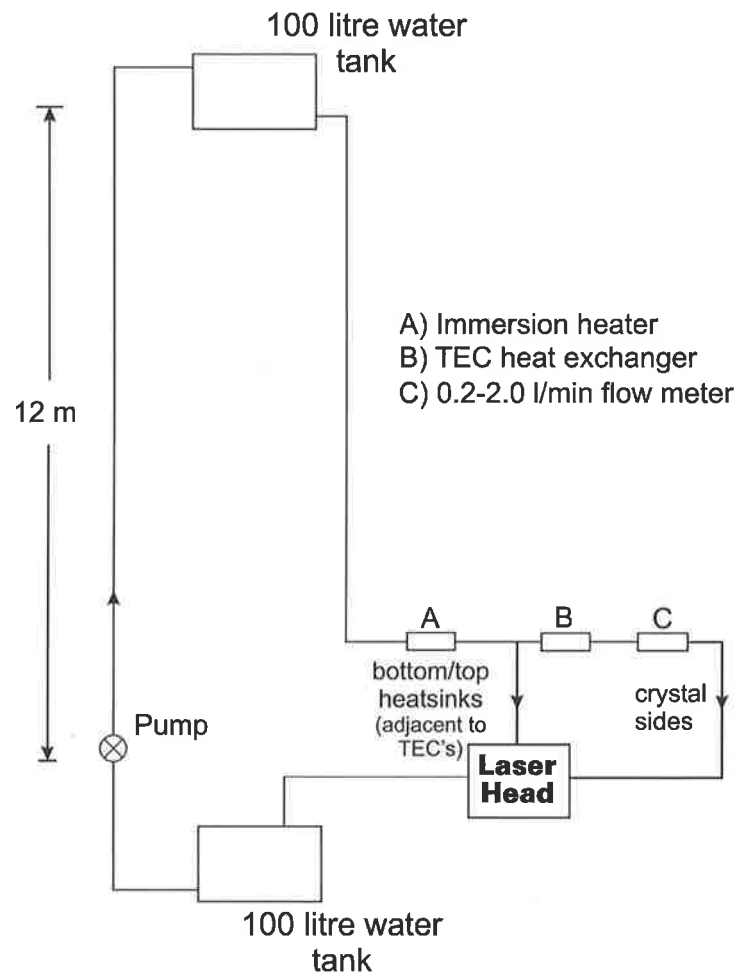 100 litre water
tank
A) Immersion heater
B) TEC heat exchanger
C) 0.2-2.0 l/min flow meter
12 m
A
B
C
bottom/top
heatsinks
(adjacent to
TEC's)
crystal
sides
Pump
Laser
Head
100 litre water
tank